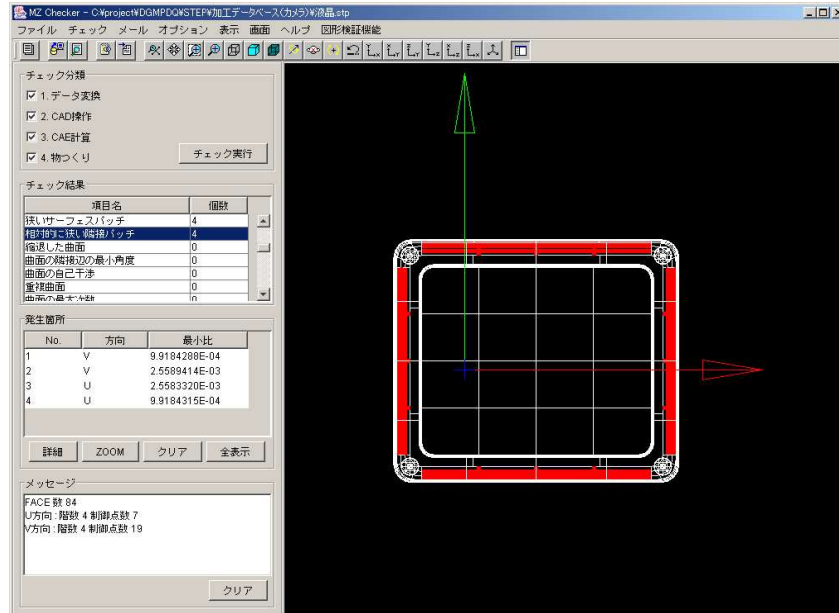 MZ Checker - C:¥project¥DGMPDQ¥STEP¥加工データベース(カメラ)¥液晶.stp
ファイル チェック メール オプション 表示 画面 ヘルプ 図形検証機能
チェック分類
1.データ変換
2. CAD操作
3. CAE計算
4.物つくり
チェック実行
チェック結果
項目名 個数
狭いサーフェスパッチ 4
相対的に狭い隣接パッチ 4
縮退した曲面 0
曲面の隣接辺の最小角度 0
曲面の自己干渉 0
重複曲面 0
曲面の最大次数 0
発生箇所
No. 方向 最小比
1 V 9.9184288E-04
2 V 2.5589414E-03
3 U 2.5583320E-03
4 U 9.9184315E-04
詳細 ZOOM クリア 全表示
メッセージ
FACE 数 84
U方向 : 階数 4 制御点数 7
V方向 : 階数 4 制御点数 19
クリア